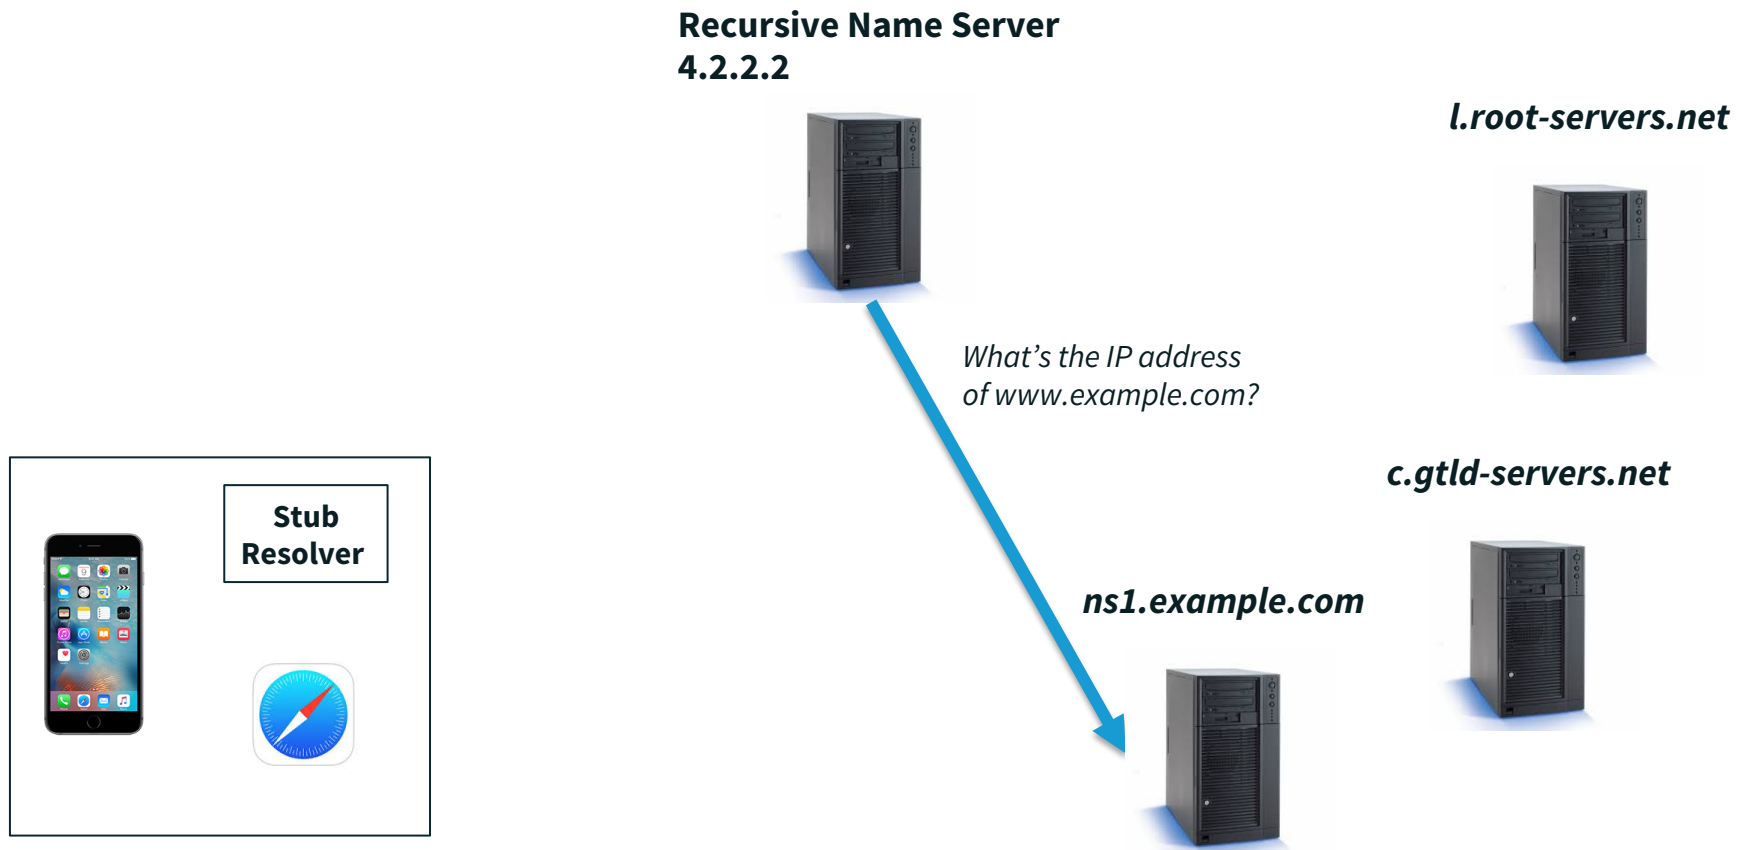 Recursive Name Server
4.2.2.2
l.root-servers.net
What’s the IP address
of www.example.com?
c.gtld-servers.net
Stub
Resolver
ns1.example.com